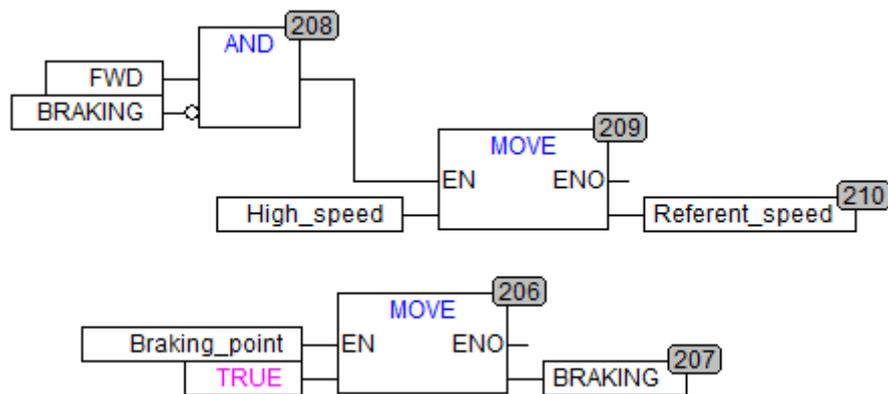 208
AND
FWD
BRAKING
209
MOVE
EN ENO
210
High_speed Referent_speed
206
MOVE
Braking_point EN ENO
207
TRUE BRAKING